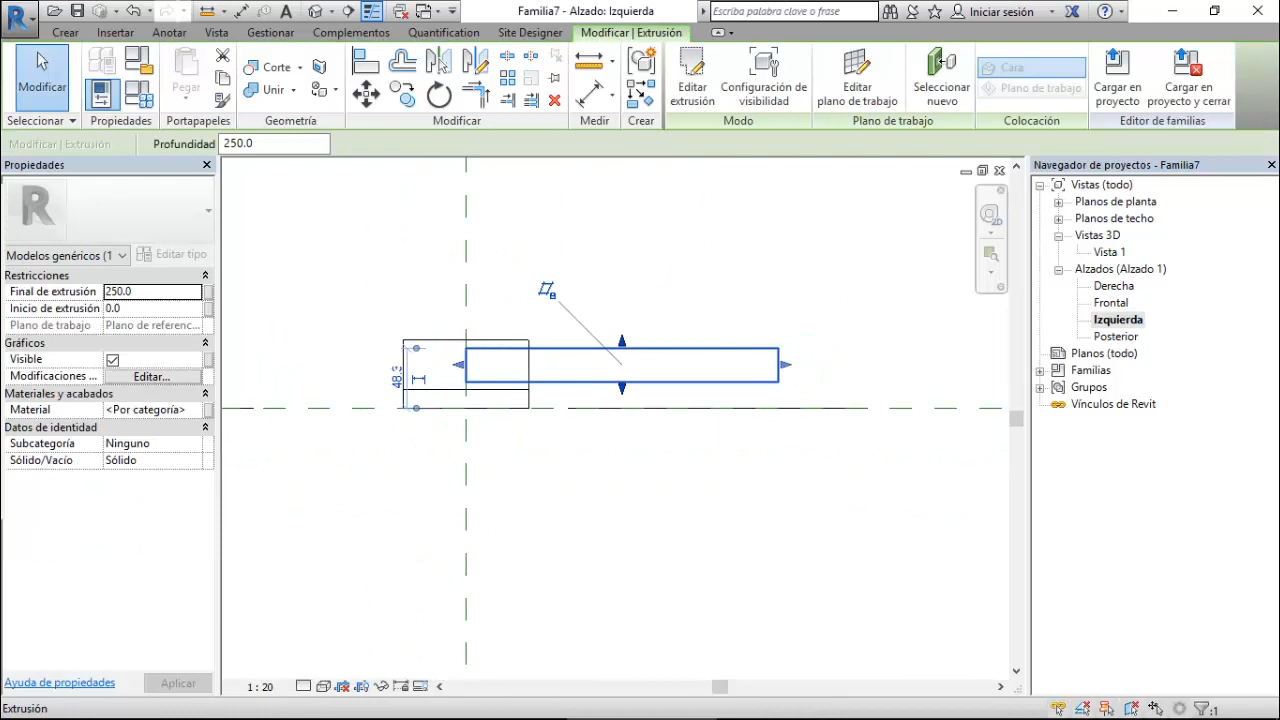 Familia7 - Alzado: Izquierda
Escriba palabra clave o frase
Iniciar sesión
Crear
Insertar
Anotar
Vista
Gestionar
Complementos
Quantification
Site Designer
Modificar | Extrusión
Modificar
Pegar
Corte
Unir
Editar
extrusión
Configuración de
visibilidad
Editar
plano de trabajo
Seleccionar
nuevo
Cara
Plano de trabajo
Cargar en
proyecto
Cargar en
proyecto y cerrar
Seleccionar
Propiedades
Portapapeles
Geometría
Modificar
Medir
Crear
Modo
Plano de trabajo
Colocación
Editor de familias
Modificar | Extrusión
Profundidad 250.0
Propiedades
Modelos genéricos (1
Editar tipo
Restricciones
Final de extrusión 250.0
Inicio de extrusión 0.0
Plano de trabajo Plano de referenc...
Gráficos
Visible
Modificaciones ... Editar...
Materiales y acabados
Material <Por categoría>
Datos de identidad
Subcategoría Ninguno
Sólido/Vacío Sólido
Ayuda de propiedades
Aplicar
48.3
2D
1 : 20
Navegador de proyectos - Familia7
Vistas (todo)
Planos de planta
Planos de techo
Vistas 3D
Vista 1
Alzados (Alzado 1)
Derecha
Frontal
Izquierda
Posterior
Planos (todo)
Familias
Grupos
Vínculos de Revit
Extrusión
:1